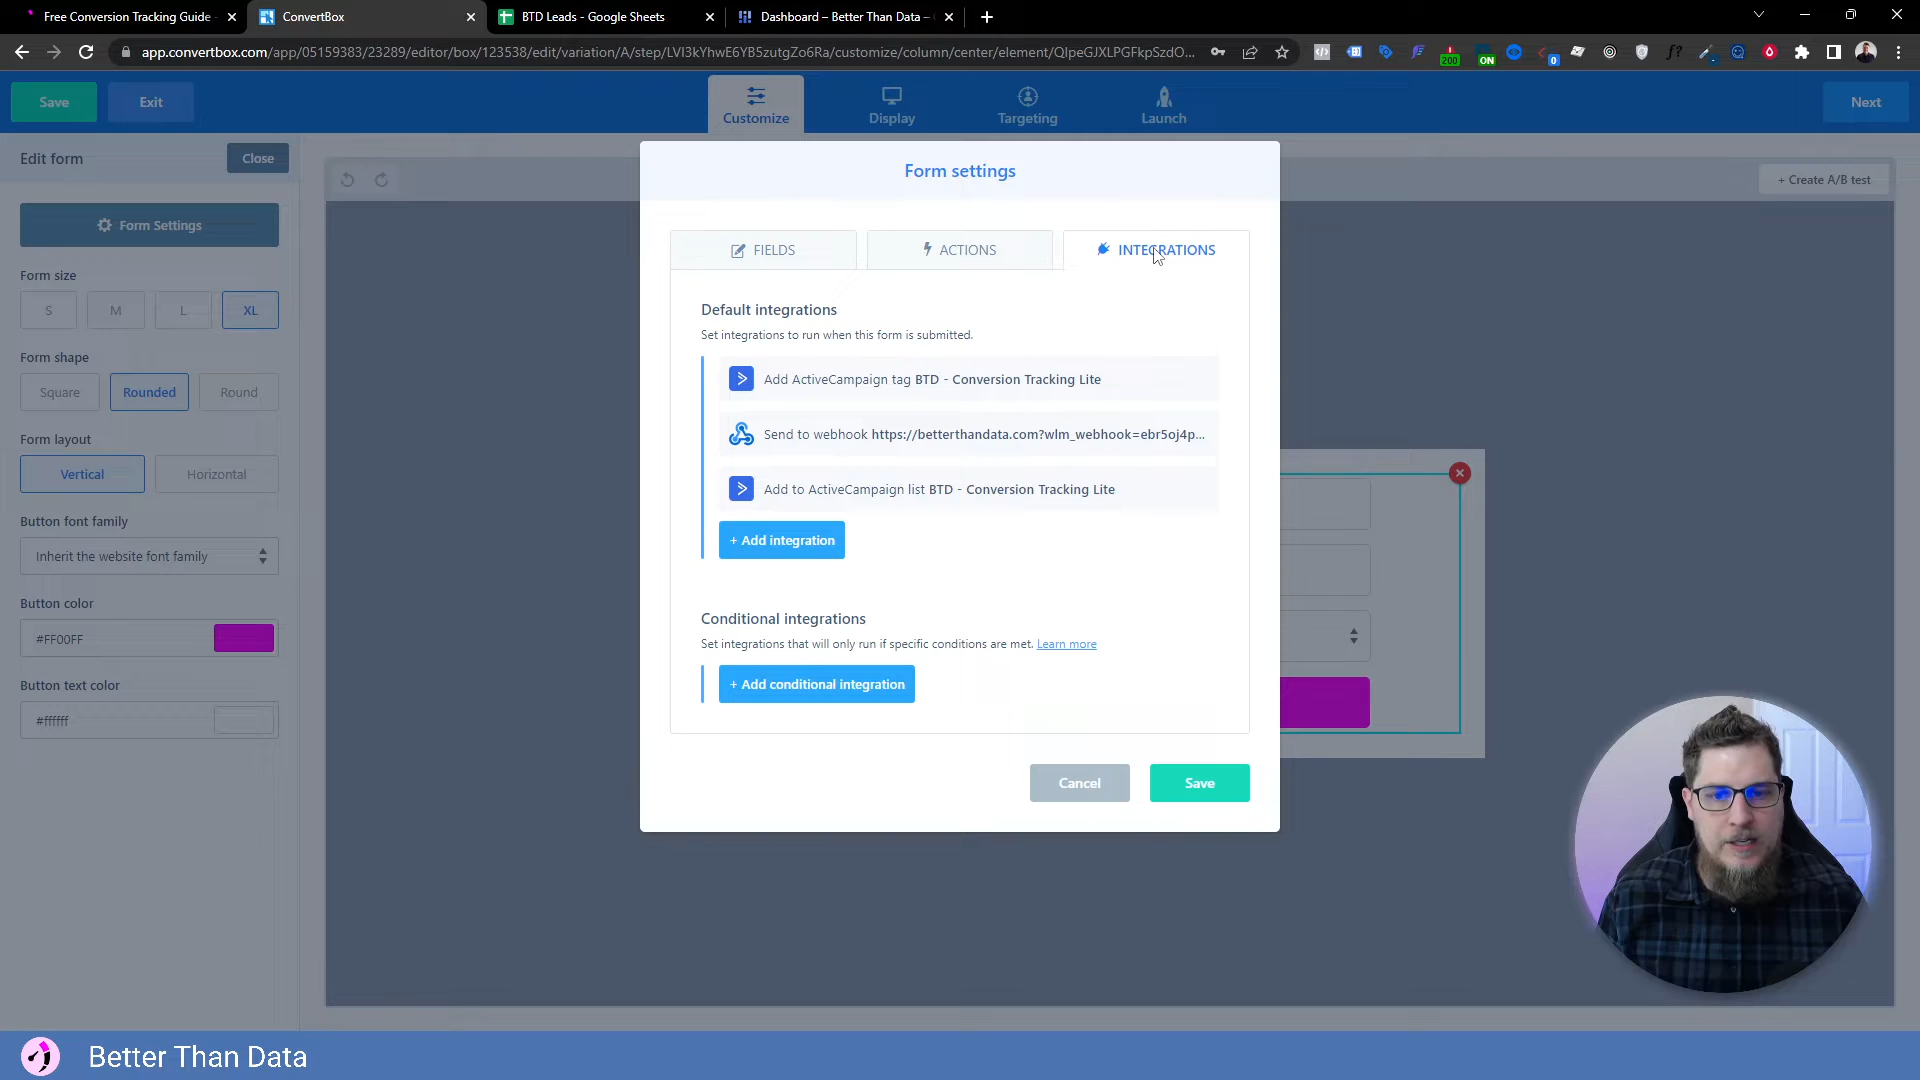 Free Conversion Tracking Guide -
ConvertBox
BTD Leads - Google Sheets
Dashboard – Better Than Data –
app.convertbox.com/app/05159383/23289/editor/box/123538/edit/variation/A/step/LVI3kYhwE6YB5zutgZo6Ra/customize/column/center/element/QIpeGJXLPGFkpSzdO...
200
ON
0
f?
Save
Exit
Customize
Display
Targeting
Launch
Next
Edit form
Close
Form Settings
Form size
S
M
L
XL
Form shape
Square
Rounded
Round
Form layout
Vertical
Horizontal
Button font family
Inherit the website font family
Button color
#FF00FF
Button text color
#ffffff
+ Create A/B test
Form settings
FIELDS
ACTIONS
INTEGRATIONS
Default integrations
Set integrations to run when this form is submitted.
Add ActiveCampaign tag BTD - Conversion Tracking Lite
Send to webhook https://betterthandata.com?wlm_webhook=ebr5oj4p...
Add to ActiveCampaign list BTD - Conversion Tracking Lite
+ Add integration
Conditional integrations
Set integrations that will only run if specific conditions are met. Learn more
+ Add conditional integration
Cancel
Save
Better Than Data